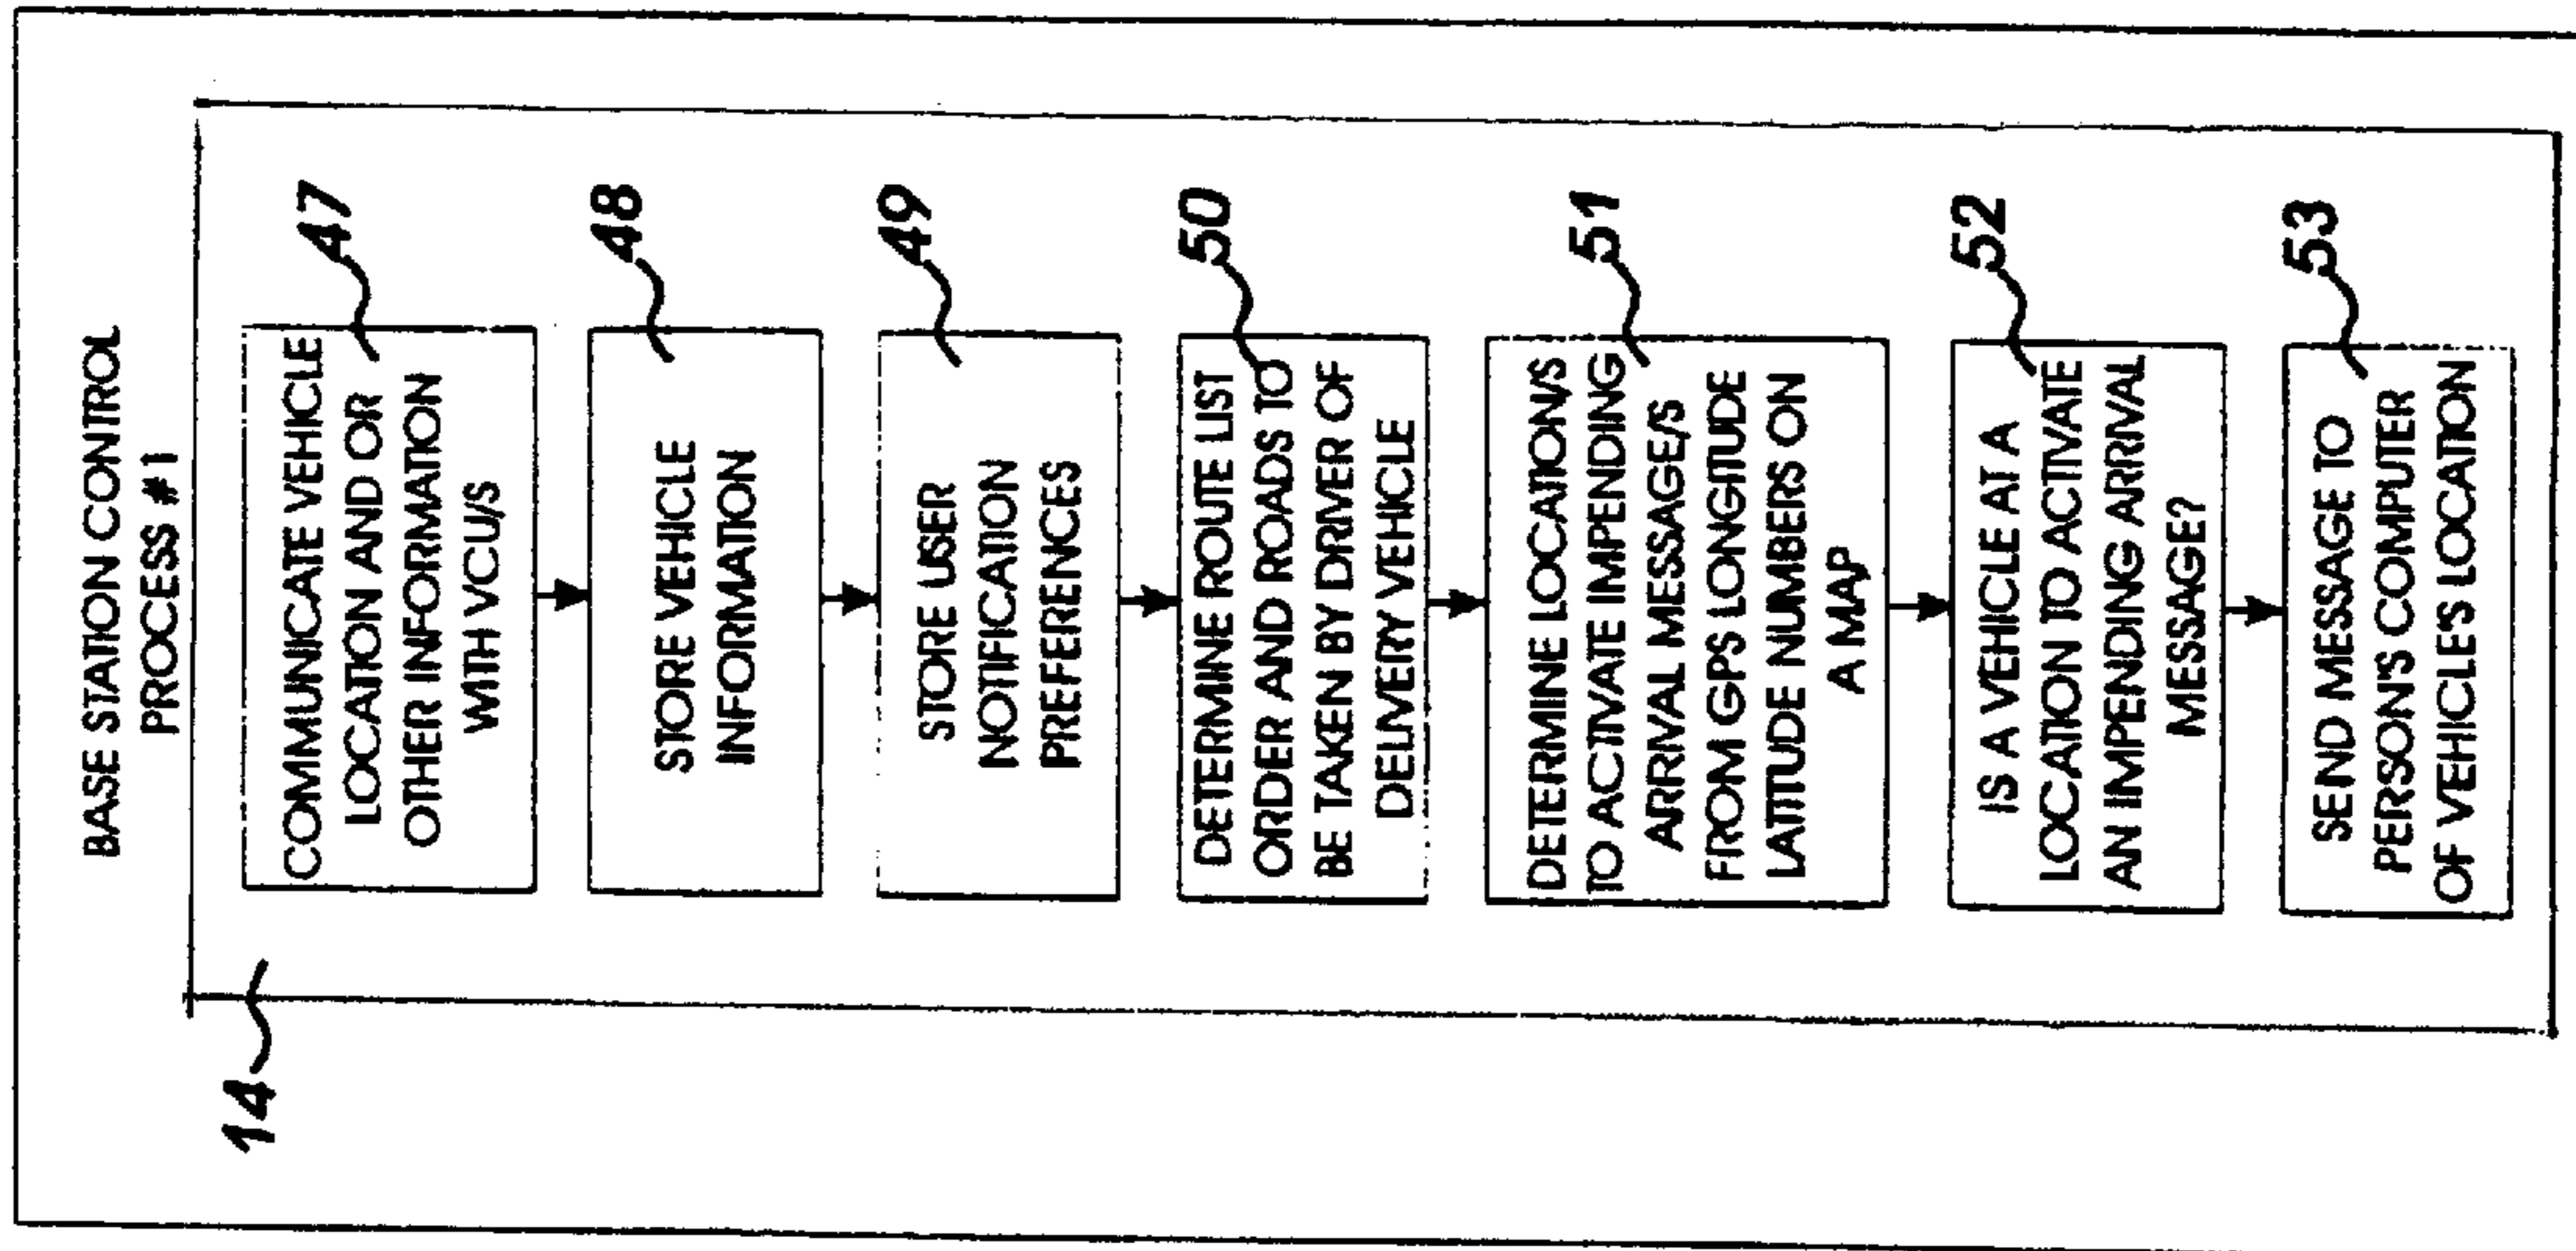 BASE STATION CONTROL
PROCESS #1
14
COMMUNICATE VEHICLE
LOCATION AND OR
OTHER INFORMATION
WITH VCU/S
47
STORE VEHICLE
INFORMATION
48
STORE USER
NOTIFICATION
PREFERENCES
49
DETERMINE ROUTE LIST
ORDER AND ROADS TO
BE TAKEN BY DRIVER OF
DELIVERY VEHICLE
50
DETERMINE LOCATION/S
TO ACTIVATE IMPENDING
ARRIVAL MESSAGE/S
FROM GPS LONGITUDE
LATITUDE NUMBERS ON
A MAP
51
IS A VEHICLE AT A
LOCATION TO ACTIVATE
AN IMPENDING ARRIVAL
MESSAGE?
52
SEND MESSAGE TO
PERSON'S COMPUTER
OF VEHICLE'S LOCATION
53